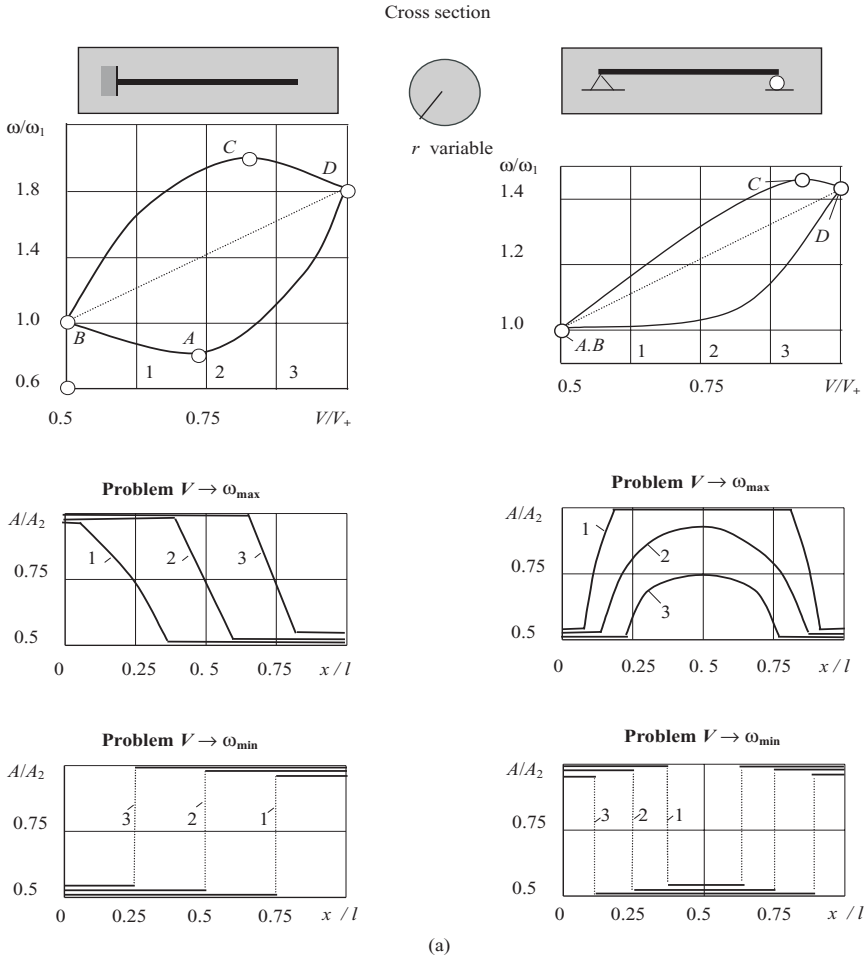 Cross section
r variable
ω/ω₁
1.8
1.4
1.0
0.6
C
D
B
A
1
2
3
0.5
0.75
V/V₊
ω/ω₁
1.4
1.2
1.0
C
D
A.B
1
2
3
0.5
0.75
V/V₊
Problem V → ωmax
A/A₂
0.75
0.5
1
2
3
0
0.25
0.5
0.75
x / l
Problem V → ωmax
A/A₂
0.75
0.5
1
2
3
0
0.25
0.5
0.75
x / l
Problem V → ωmin
A/A₂
0.75
0.5
3
2
1
0
0.25
0.5
0.75
x / l
Problem V → ωmin
A/A₂
0.75
0.5
3
2
1
0
0.25
0.5
0.75
x / l
(a)